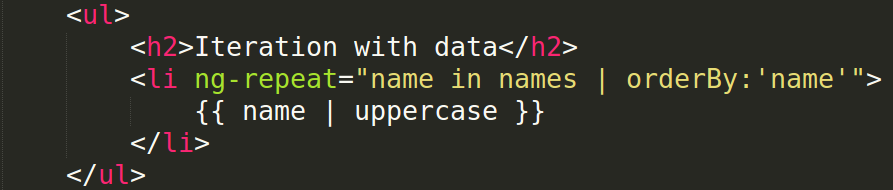 <ul>
<h2>Iteration with data</h2>
<li ng-repeat="name in names | orderBy:'name'">
{{ name | uppercase }}
</li>
</ul>